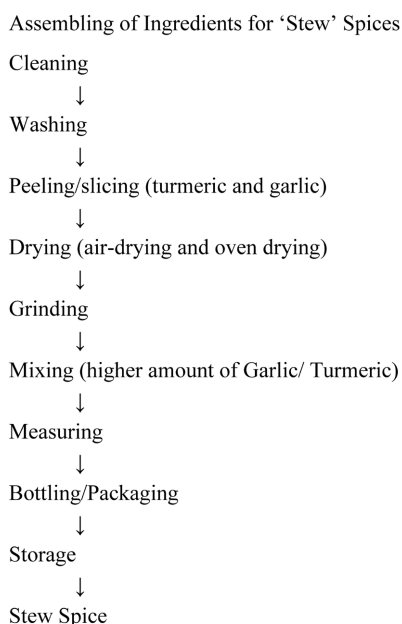 Assembling of Ingredients for ‘Stew’ Spices
Cleaning
↓
Washing
↓
Peeling/slicing (turmeric and garlic)
↓
Drying (air-drying and oven drying)
↓
Grinding
↓
Mixing (higher amount of Garlic/ Turmeric)
↓
Measuring
↓
Bottling/Packaging
↓
Storage
↓
Stew Spice